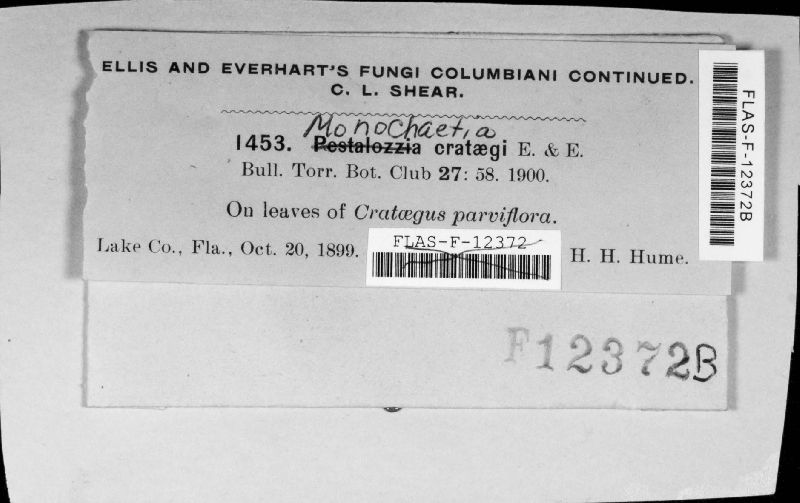 ELLIS AND EVERHART'S FUNGI COLUMBIANI CONTINUED.
C. L. SHEAR.
Monochaetia
1453. Pestalozzia cratægi E. & E.
Bull. Torr. Bot. Club 27: 58. 1900.
On leaves of Cratægus parviflora.
Lake Co., Fla., Oct. 20, 1899.
FLAS-F-12372
H. H. Hume.
FLAS-F-12372B
F12372B